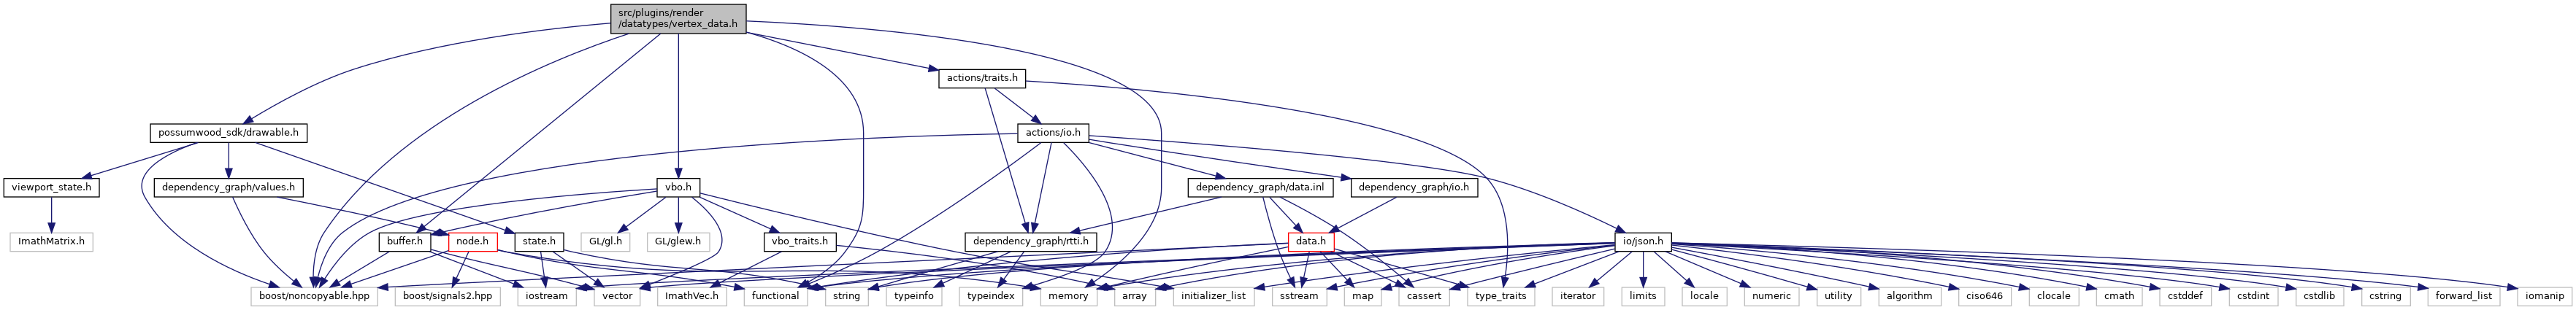 src/plugins/render
/datatypes/vertex_data.h
actions/traits.h
possumwood_sdk/drawable.h
actions/io.h
viewport_state.h
dependency_graph/values.h
vbo.h
dependency_graph/data.inl
dependency_graph/io.h
ImathMatrix.h
buffer.h
node.h
state.h
GL/gl.h
GL/glew.h
vbo_traits.h
dependency_graph/rtti.h
data.h
io/json.h
boost/noncopyable.hpp
boost/signals2.hpp
iostream
vector
ImathVec.h
functional
string
typeinfo
typeindex
memory
array
initializer_list
sstream
map
cassert
type_traits
iterator
limits
locale
numeric
utility
algorithm
ciso646
clocale
cmath
cstddef
cstdint
cstdlib
cstring
forward_list
iomanip